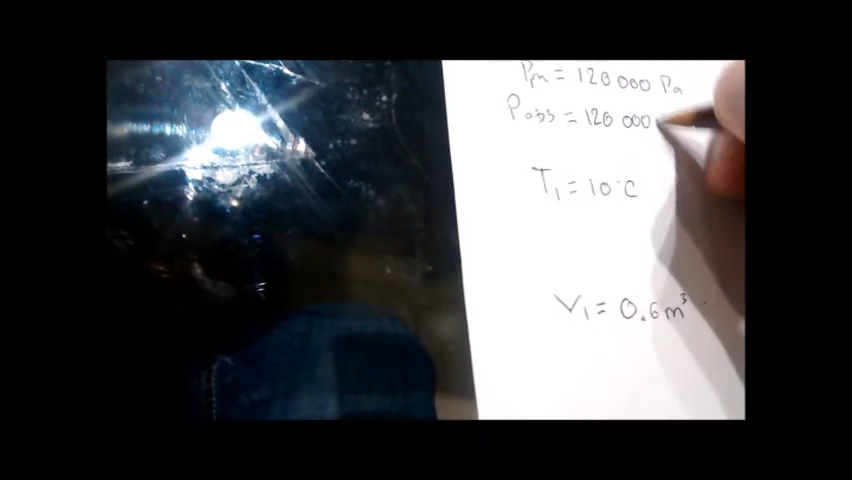 Pm = 120 000 Pa
Pabs = 120 000
T1 = 10°C
V1 = 0.6m³